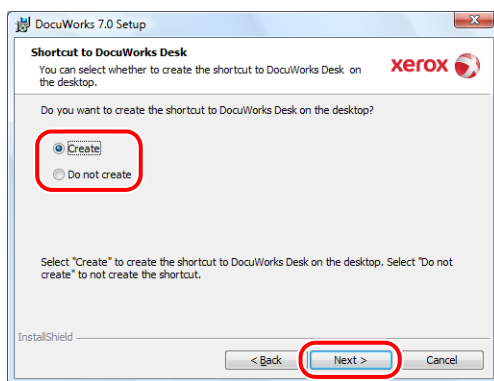 DocuWorks 7.0 Setup
Shortcut to DocuWorks Desk
You can select whether to create the shortcut to DocuWorks Desk on
the desktop.
xerox
Do you want to create the shortcut to DocuWorks Desk on the desktop?
Create
Do not create
Select "Create" to create the shortcut to DocuWorks Desk on the desktop. Select "Do not
create" to not create the shortcut.
InstallShield
< Back
Next >
Cancel